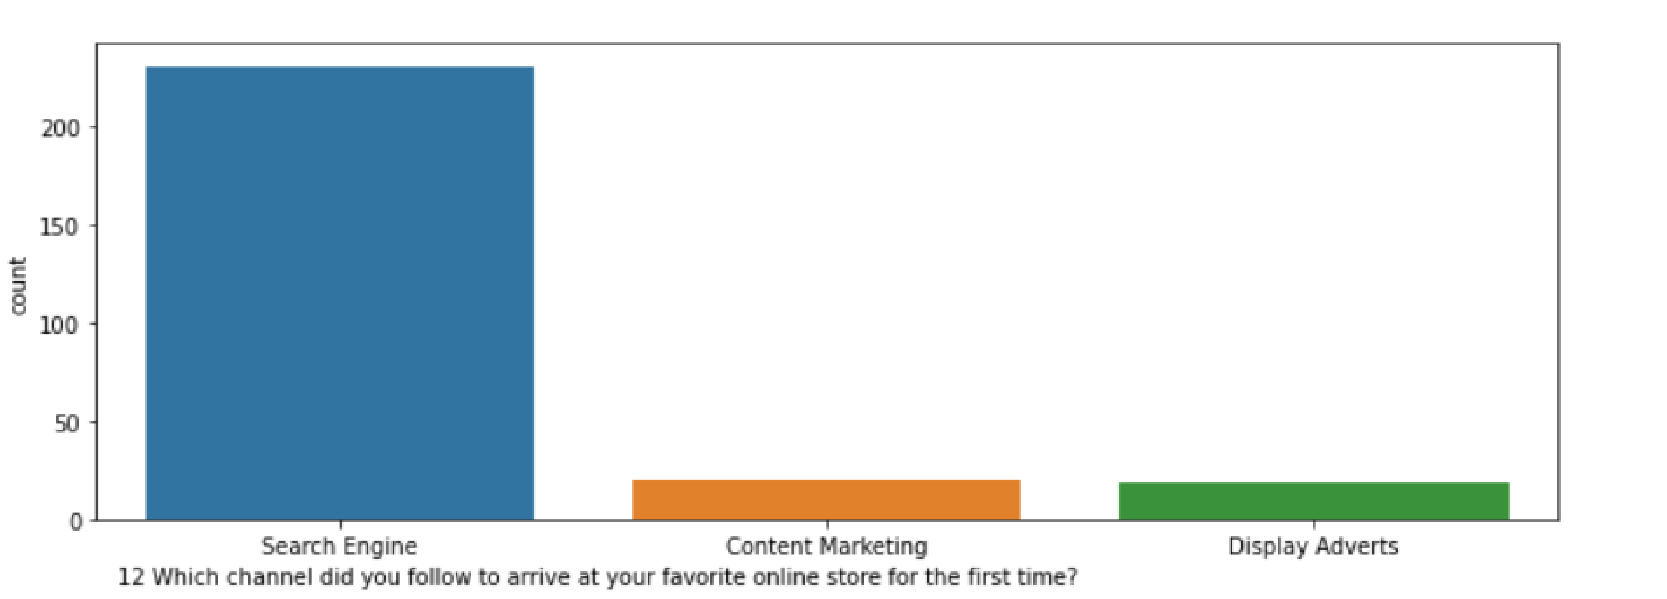 200
150
100
50
0
count
Search Engine
Content Marketing
Display Adverts
12 Which channel did you follow to arrive at your favorite online store for the first time?